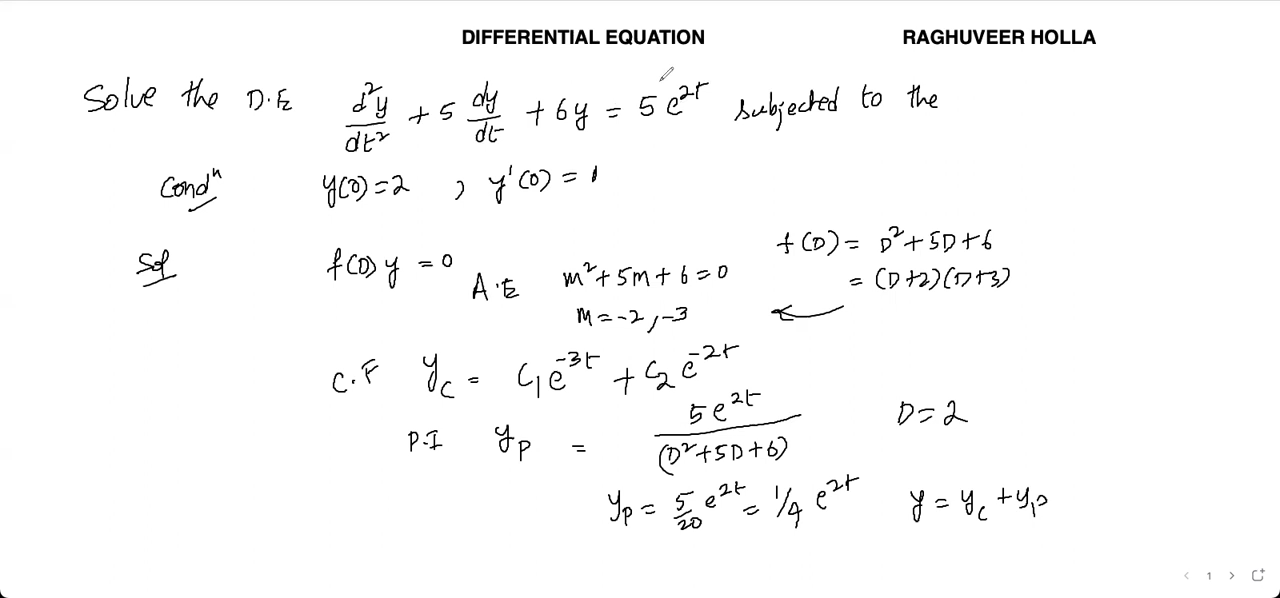 DIFFERENTIAL EQUATION RAGHUVEER HOLLA
Solve the D.E d²y/dt² + 5 dy/dt + 6y = 5e^{2t} subjected to the
Condⁿ y(0)=2 , y'(0) = 1
Sol f(D)y = 0 f(D) = D²+5D+6
A.E m²+5m+6=0 = (D+2)(D+3)
m=-2,-3 ←
C.F y_c = C₁e^{-3t} + C₂e^{-2t}
P.I y_p = 5e^{2t}/(D²+5D+6) D=2
y_p = 5/20 e^{2t} = 1/4 e^{2t} y = y_c + y_p
< 1 >